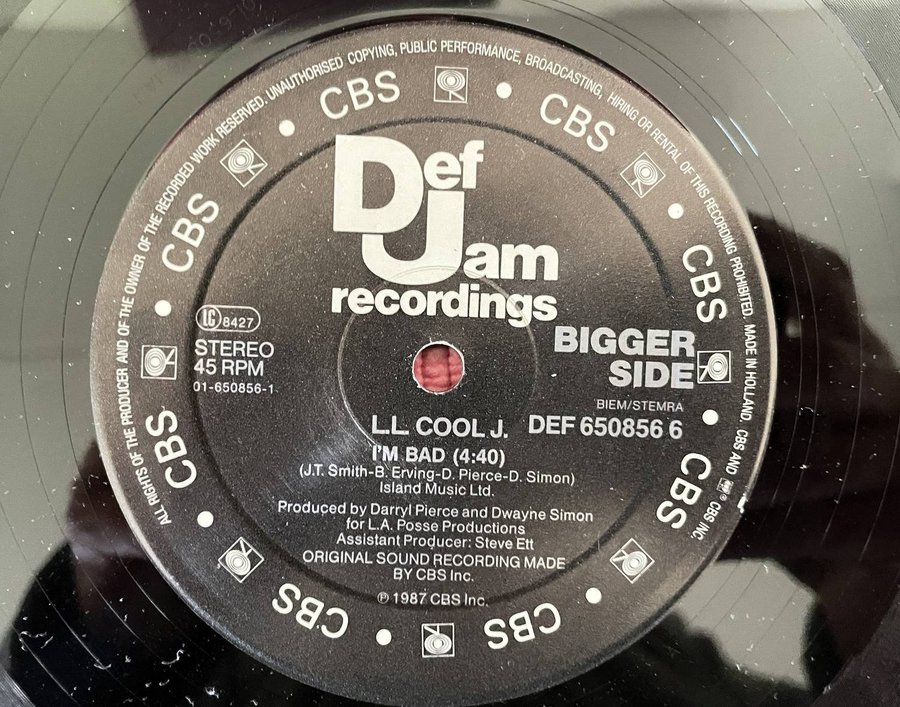 ALL RIGHTS OF THE PRODUCER AND OF THE OWNER OF THE RECORDED WORK RESERVED. UNAUTHORISED COPYING, PUBLIC PERFORMANCE, BROADCASTING, HIRING OR RENTAL OF THIS RECORDING PROHIBITED. MADE IN HOLLAND. CBS AND ® CBS INC.
CBS
CBS
CBS
CBS
CBS
CBS
CBS
CBS
Def
Jam
recordings
LC 8427
STEREO
45 RPM
01-650856-1
BIGGER
SIDE
BIEM/STEMRA
DEF 650856 6
L.L. COOL J.
I'M BAD (4:40)
(J.T. Smith-B. Erving-D. Pierce-D. Simon)
Island Music Ltd.
Produced by Darryl Pierce and Dwayne Simon
for L.A. Posse Productions
Assistant Producer: Steve Ett
ORIGINAL SOUND RECORDING MADE
BY CBS Inc.
℗ 1987 CBS Inc.